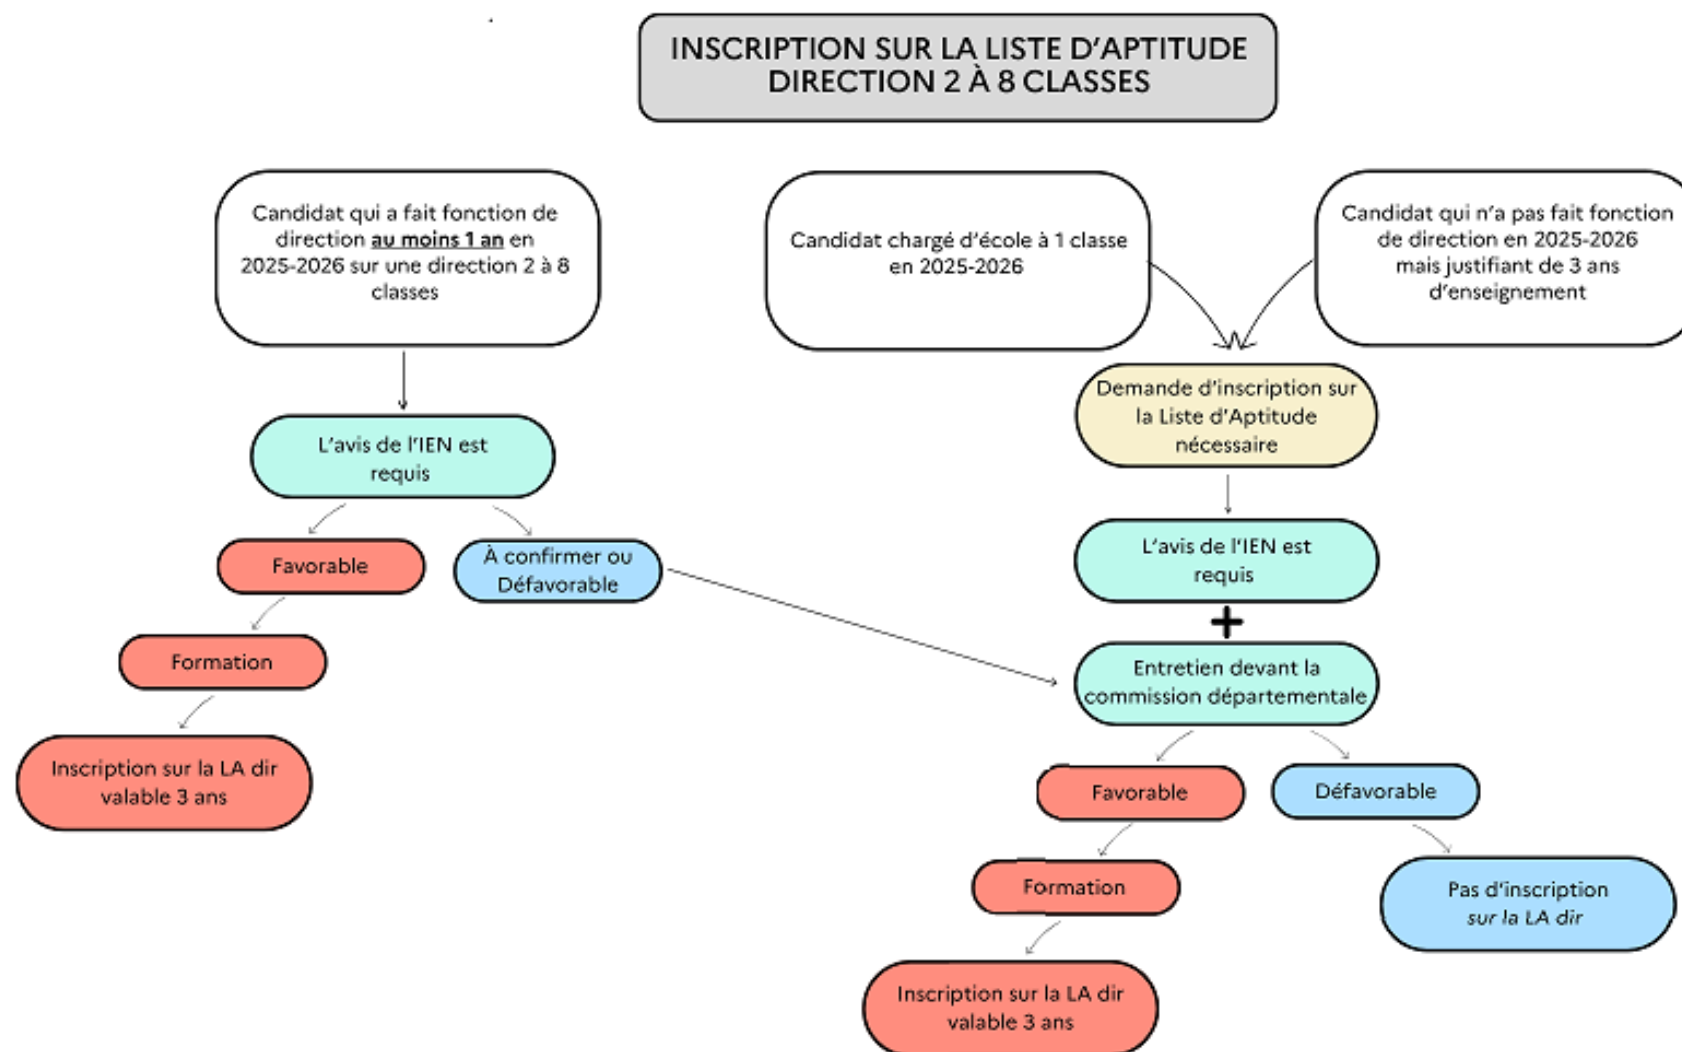 INSCRIPTION SUR LA LISTE D'APTITUDE
DIRECTION 2 À 8 CLASSES
Candidat qui a fait fonction de
direction au moins 1 an en
2025-2026 sur une direction 2 à 8
classes
Candidat chargé d'école à 1 classe
en 2025-2026
Candidat qui n'a pas fait fonction
de direction en 2025-2026
mais justifiant de 3 ans
d'enseignement
Demande d'inscription sur
la Liste d'Aptitude
nécessaire
L'avis de l'IEN est
requis
Favorable
À confirmer ou
Défavorable
Formation
Inscription sur la LA dir
valable 3 ans
L'avis de l'IEN est
requis
+
Entretien devant la
commission départementale
Favorable
Défavorable
Formation
Pas d'inscription
sur la LA dir
Inscription sur la LA dir
valable 3 ans